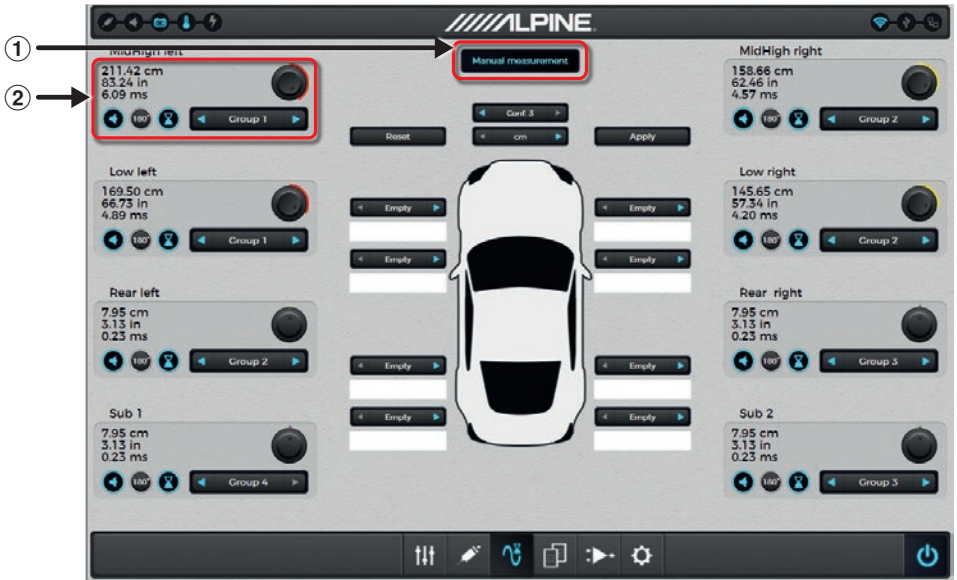 ALPINE
1
Manual measurement
MidHigh left
2
211.42 cm
83.24 in
6.09 ms
180°
Group 1
MidHigh right
158.66 cm
62.46 in
4.57 ms
180°
Group 2
Conf. 3
Reset
cm
Apply
Low left
169.50 cm
66.73 in
4.89 ms
180°
Group 1
Empty
Empty
Low right
145.65 cm
57.34 in
4.20 ms
180°
Group 2
Empty
Empty
Rear left
7.95 cm
3.13 in
0.23 ms
180°
Group 2
Rear right
7.95 cm
3.13 in
0.23 ms
180°
Group 3
Empty
Empty
Sub 1
7.95 cm
3.13 in
0.23 ms
180°
Group 4
Empty
Empty
Sub 2
7.95 cm
3.13 in
0.23 ms
180°
Group 3